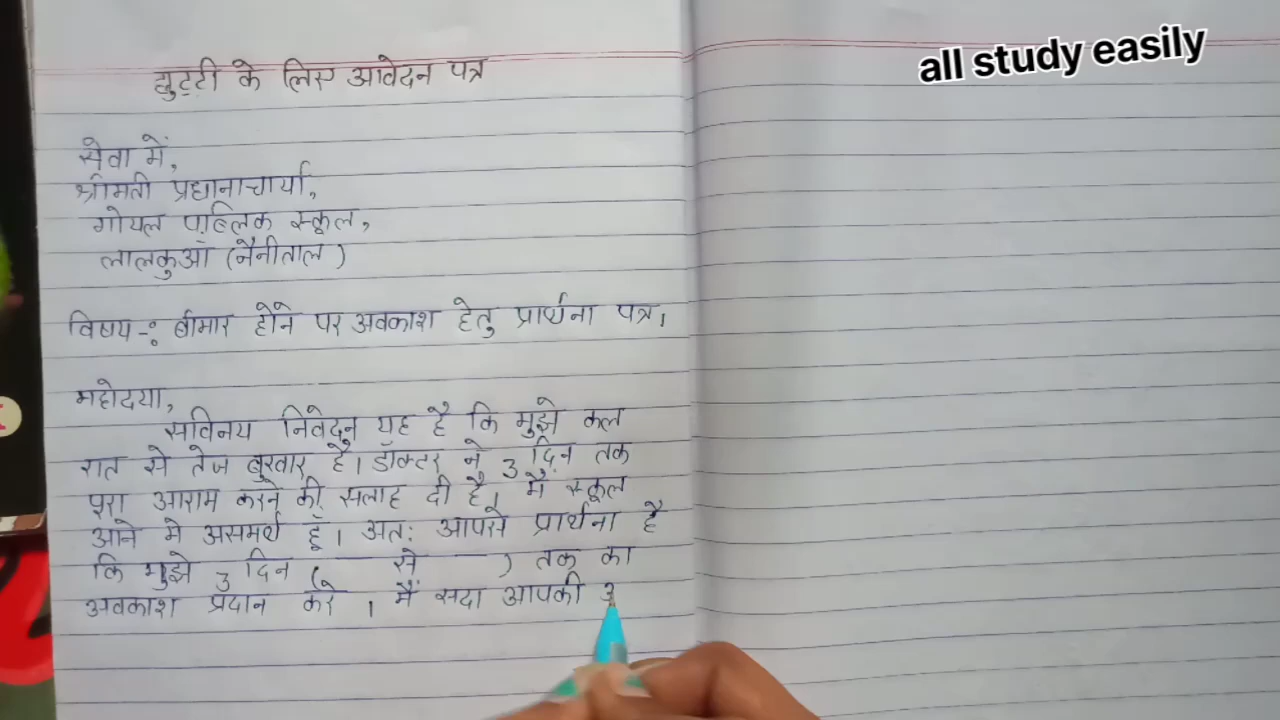 all study easily
छुट्टी के लिए आवेदन पत्र
सेवा में,
श्रीमती प्रधानाचार्या,
गोयल पब्लिक स्कूल,
लालकुआँ (नैनीताल)
विषय-: बीमार होने पर अवकाश हेतु प्रार्थना पत्र।
महोदया,
सविनय निवेदन यह है कि मुझे कल
रात से तेज बुखार है। डॉक्टर ने 3 दिन तक
पूरा आराम करने की सलाह दी है। मैं स्कूल
आने मे असमर्थ हूँ। अतः आपसे प्रार्थना है
कि मुझे 3 दिन ( से ) तक का
अवकाश प्रदान करे । मैं सदा आपकी